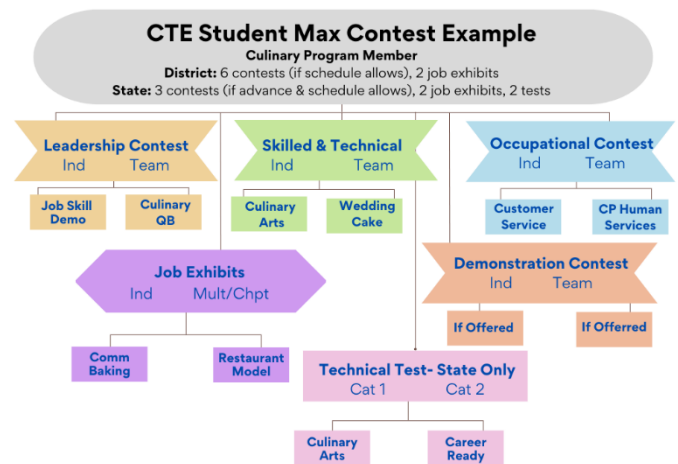 CTE Student Max Contest Example
Culinary Program Member
District: 6 contests (if schedule allows), 2 job exhibits
State: 3 contests (if advance & schedule allows), 2 job exhibits, 2 tests
Leadership Contest
Ind Team
Job Skill
Demo
Culinary
QB
Skilled & Technical
Ind Team
Culinary
Arts
Wedding
Cake
Occupational Contest
Ind Team
Customer
Service
CP Human
Services
Job Exhibits
Ind Mult/Chpt
Comm
Baking
Restaurant
Model
Demonstration Contest
Ind Team
If Offered
If Offerred
Technical Test- State Only
Cat 1 Cat 2
Culinary
Arts
Career
Ready